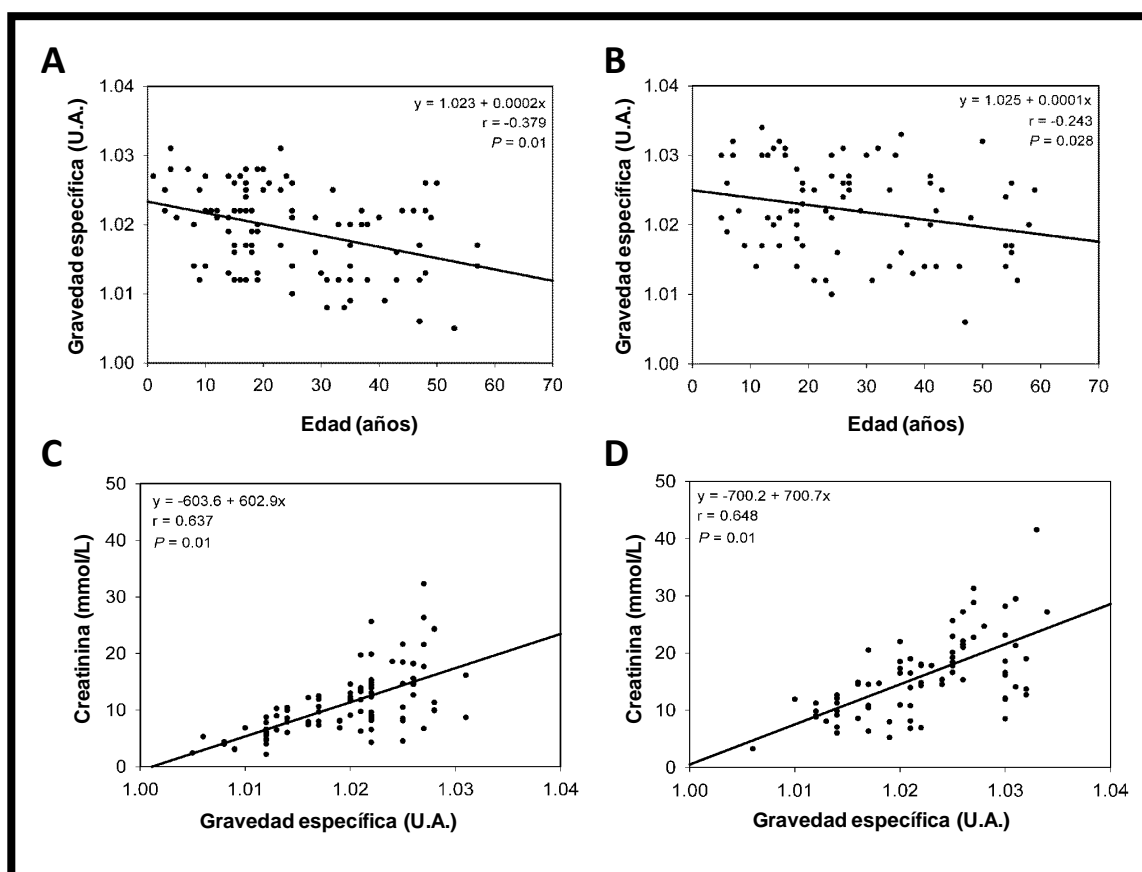 A
1.04
1.03
1.02
1.01
1.00
Gravedad específica (U.A.)
y = 1.023 + 0.0002x
r = -0.379
P = 0.01
0 10 20 30 40 50 60 70
Edad (años)
B
1.04
1.03
1.02
1.01
1.00
Gravedad específica (U.A.)
y = 1.025 + 0.0001x
r = -0.243
P = 0.028
0 10 20 30 40 50 60 70
Edad (años)
C
50
40
30
20
10
0
Creatinina (mmol/L)
y = -603.6 + 602.9x
r = 0.637
P = 0.01
1.00 1.01 1.02 1.03 1.04
Gravedad específica (U.A.)
D
50
40
30
20
10
0
Creatinina (mmol/L)
y = -700.2 + 700.7x
r = 0.648
P = 0.01
1.00 1.01 1.02 1.03 1.04
Gravedad específica (U.A.)